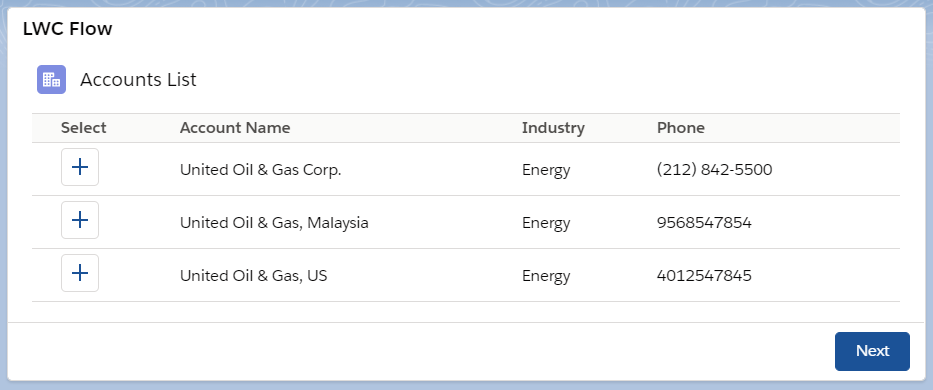 LWC Flow
Accounts List
Select Account Name Industry Phone
United Oil & Gas Corp. Energy (212) 842-5500
United Oil & Gas, Malaysia Energy 9568547854
United Oil & Gas, US Energy 4012547845
Next